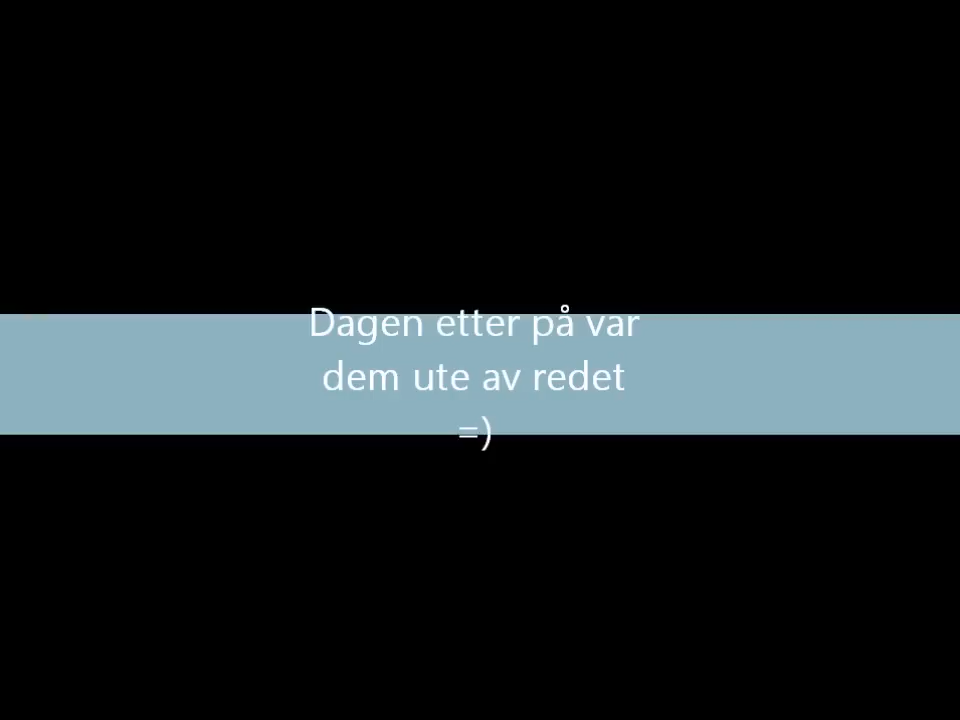 Dagen etter på var
dem ute av redet
=)